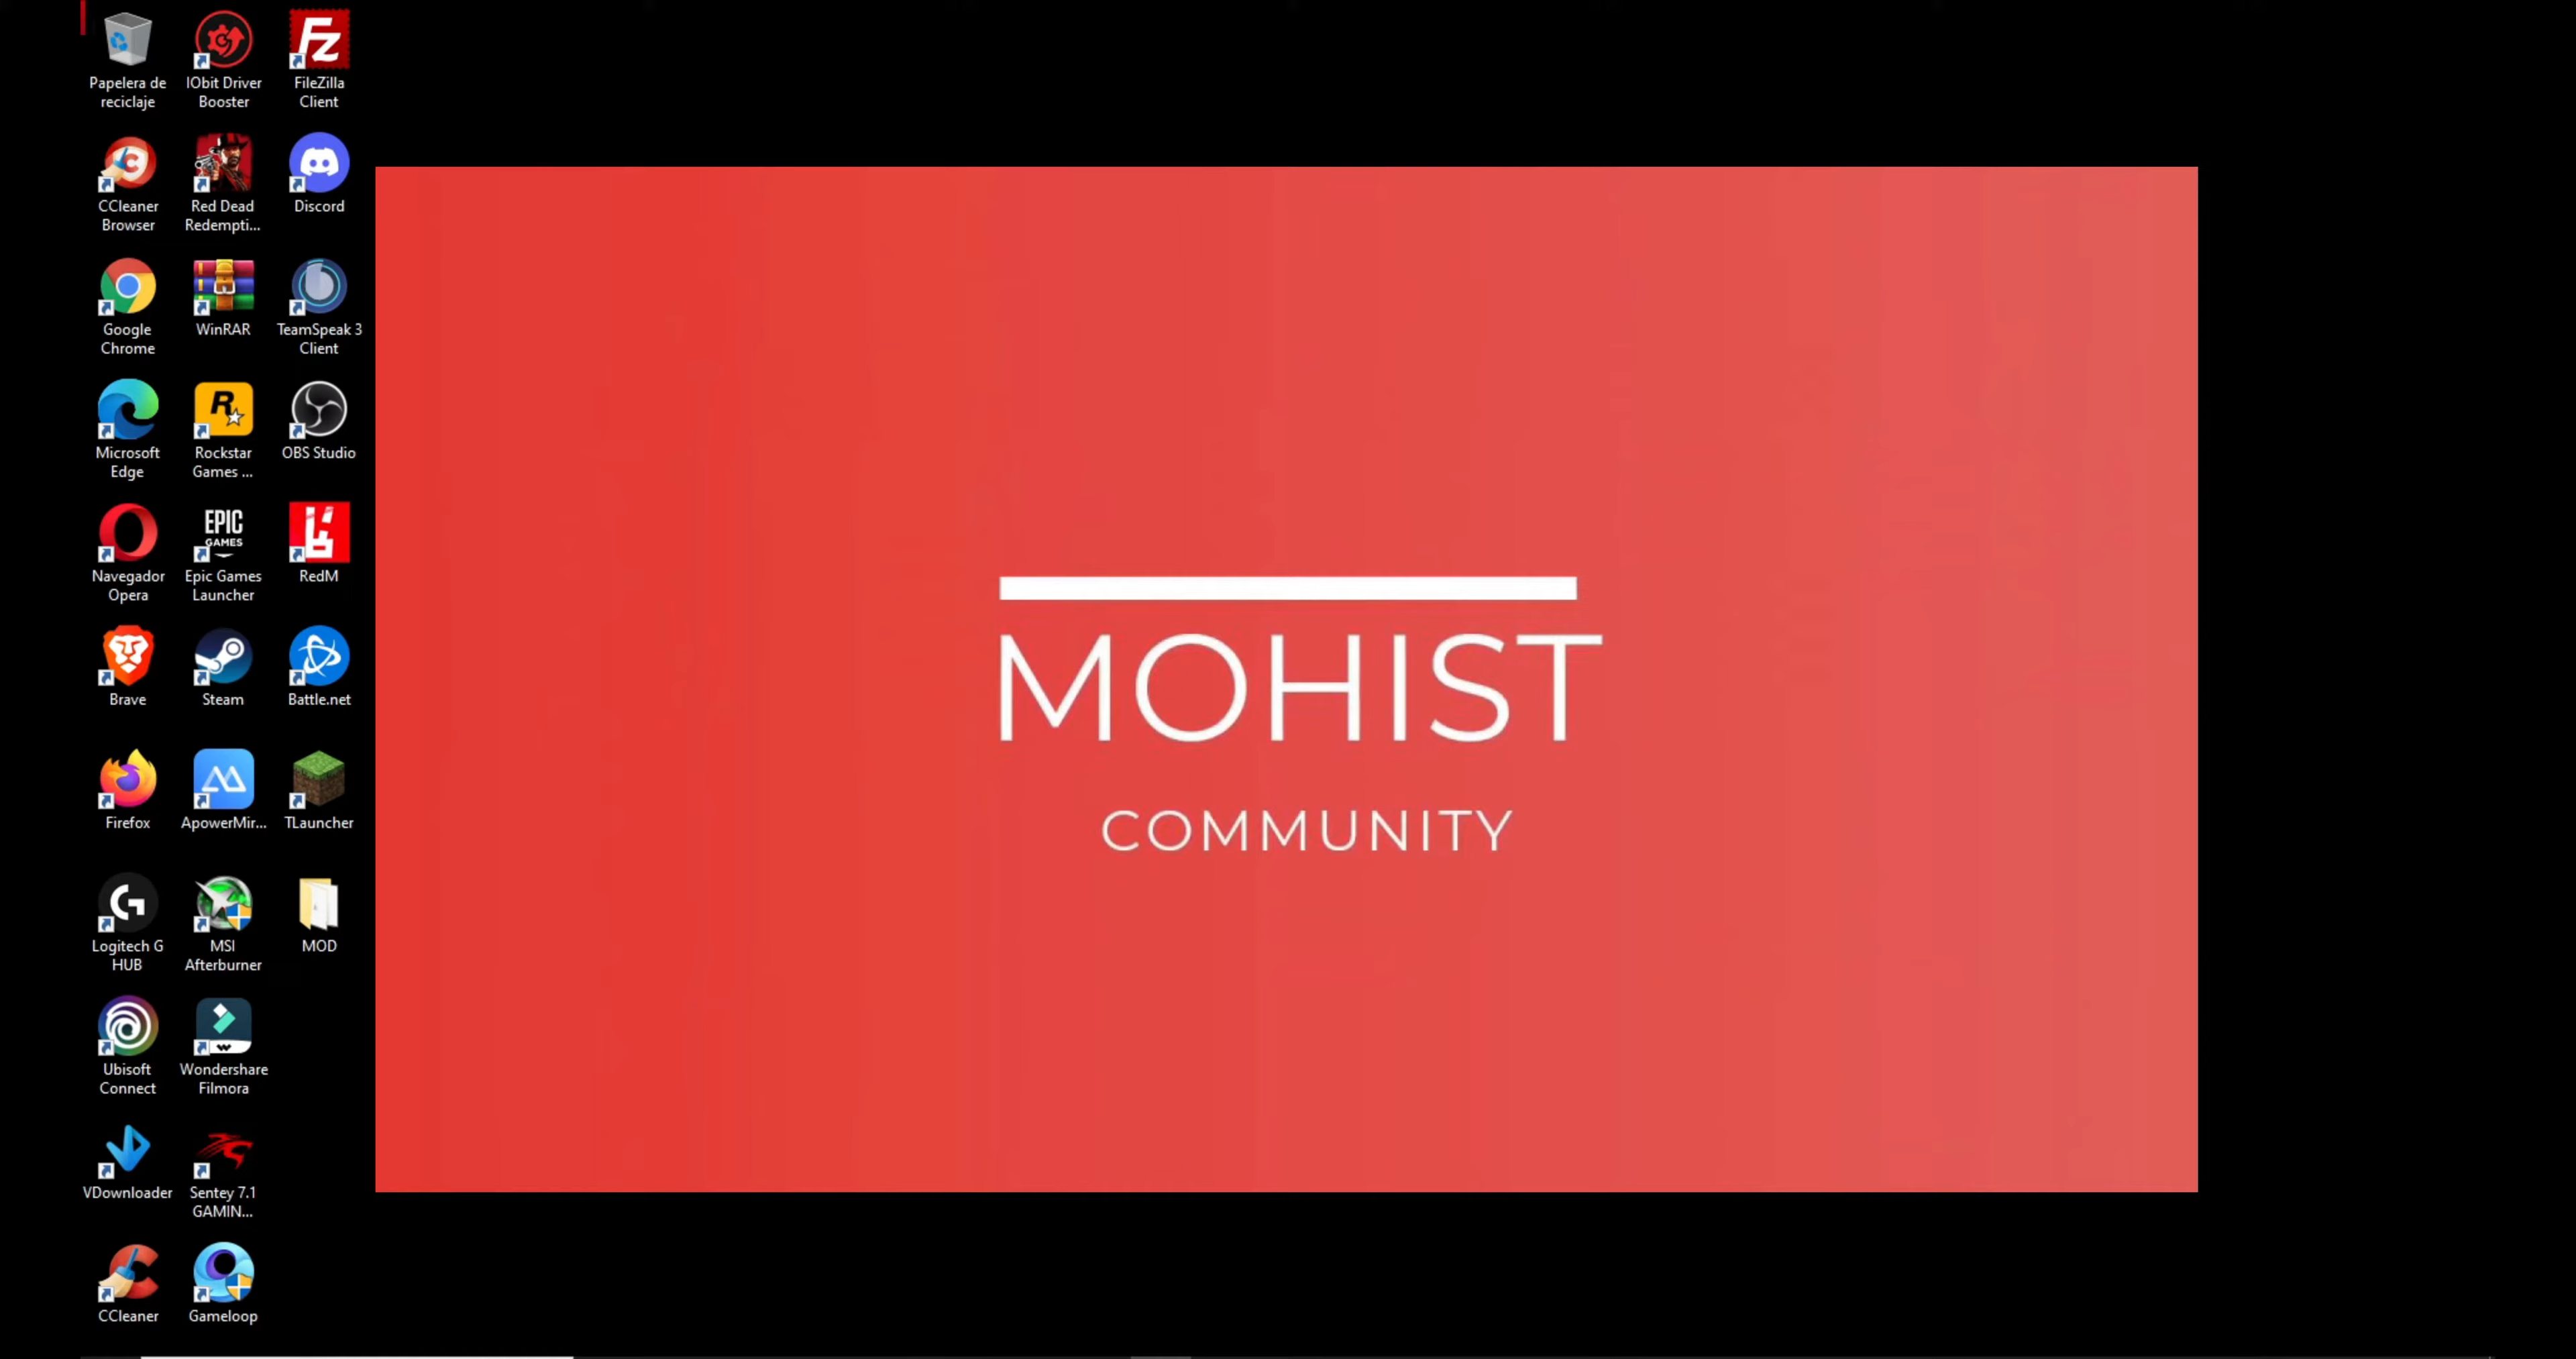 Papelera de
reciclaje
IObit Driver
Booster
FileZilla
Client
CCleaner
Browser
Red Dead
Redempti...
Discord
Google
Chrome
WinRAR
TeamSpeak 3
Client
Microsoft
Edge
Rockstar
Games ...
OBS Studio
EPIC
GAMES
Navegador
Opera
Epic Games
Launcher
RedM
Brave
Steam
Battle.net
Firefox
ApowerMir...
TLauncher
Logitech G
HUB
MSI
Afterburner
MOD
Ubisoft
Connect
Wondershare
Filmora
VDownloader
Sentey 7.1
GAMIN...
CCleaner
Gameloop
MOHIST
COMMUNITY